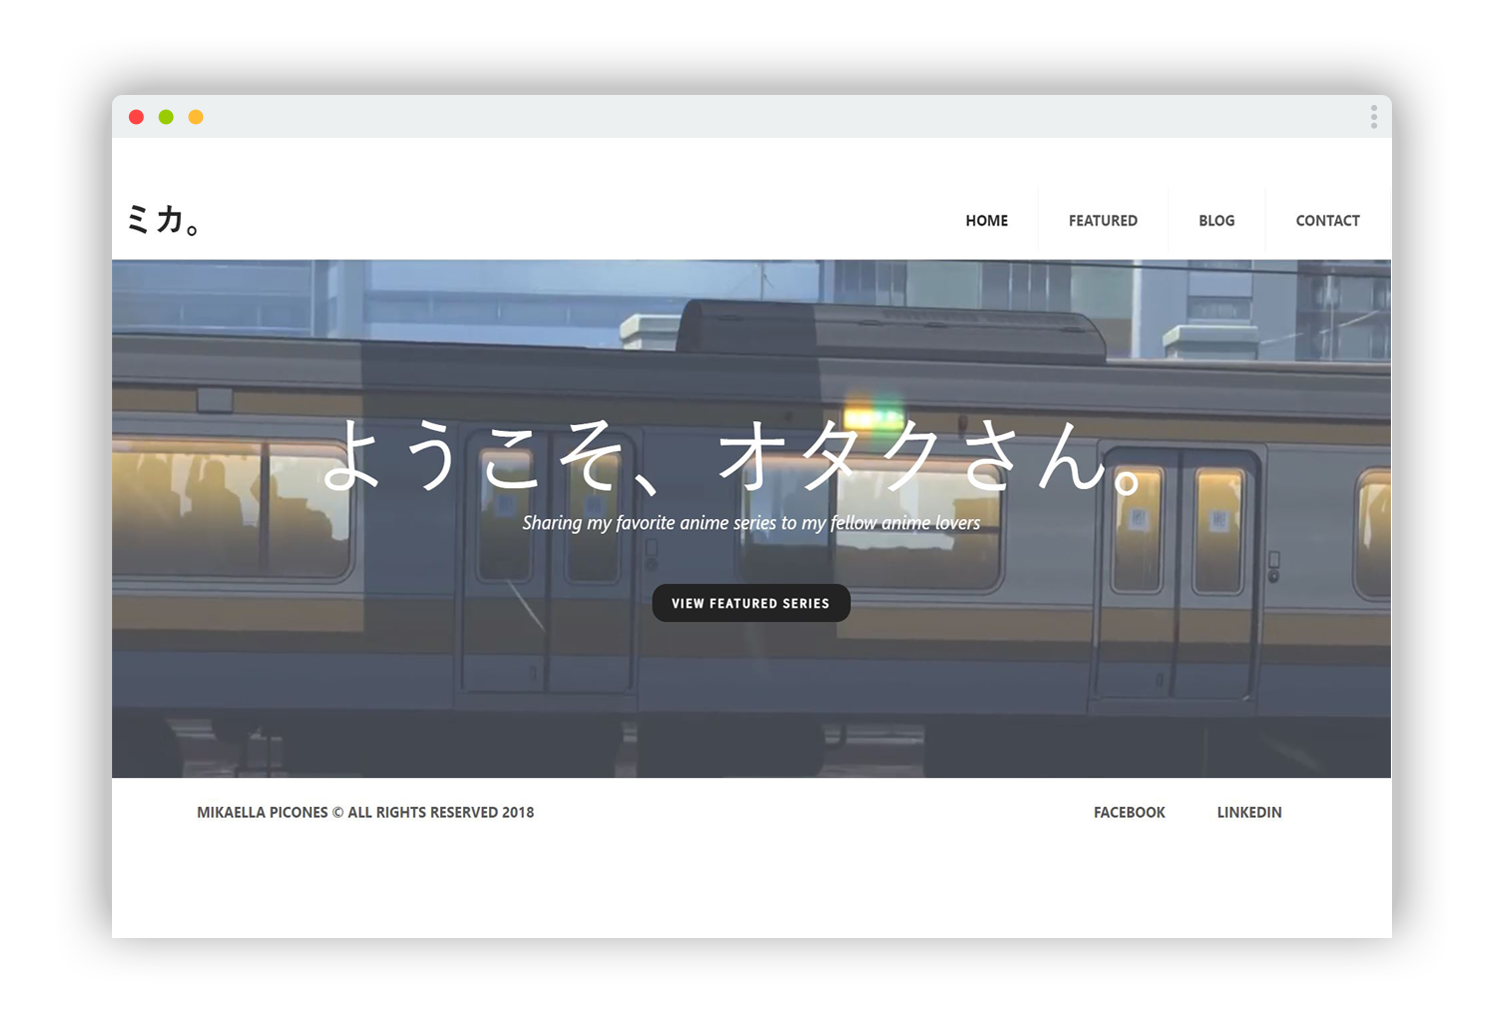 ミカ。
HOME
FEATURED
BLOG
CONTACT
ようこそ、オタクさん。
Sharing my favorite anime series to my fellow anime lovers
VIEW FEATURED SERIES
MIKAELLA PICONES © ALL RIGHTS RESERVED 2018
FACEBOOK
LINKEDIN